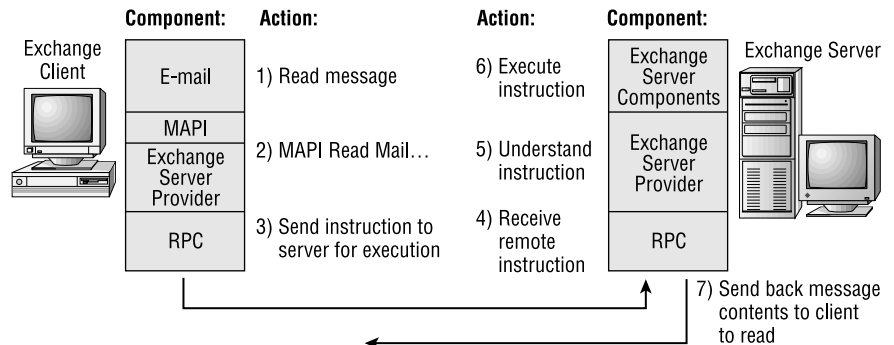 Component:
Action:
Action:
Component:
Exchange
Client
E-mail
1) Read message
6) Execute
instruction
Exchange
Server
Components
Exchange Server
MAPI
Exchange
Server
Provider
2) MAPI Read Mail…
5) Understand
instruction
Exchange
Server
Provider
RPC
3) Send instruction to
server for execution
4) Receive
remote
instruction
RPC
7) Send back message
contents to client
to read